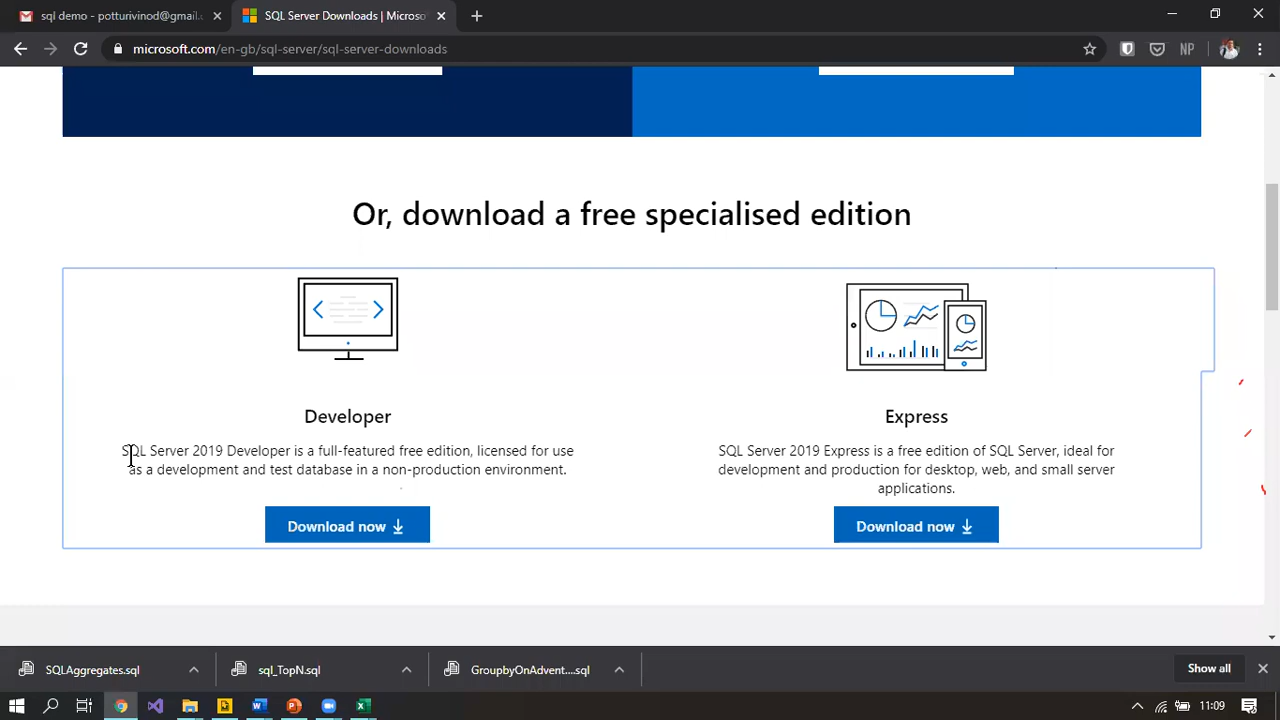 sql demo - potturivinod@gmail.c
SQL Server Downloads | Microso
microsoft.com/en-gb/sql-server/sql-server-downloads
NP
Or, download a free specialised edition
Developer
SQL Server 2019 Developer is a full-featured free edition, licensed for use
as a development and test database in a non-production environment.
Download now
Express
SQL Server 2019 Express is a free edition of SQL Server, ideal for
development and production for desktop, web, and small server
applications.
Download now
SQLAggregates.sql
sql_TopN.sql
GroupbyOnAdvent....sql
Show all
11:09